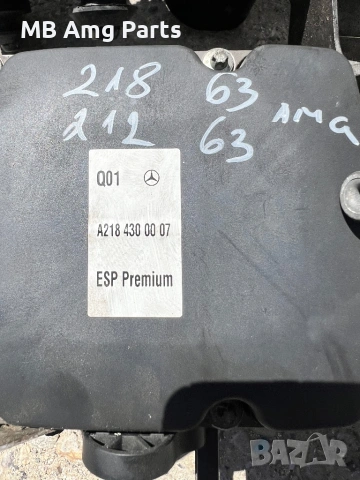 MB Amg Parts
218 63
212 63 AMG
Q01
A218 430 00 07
ESP Premium
BAZAR